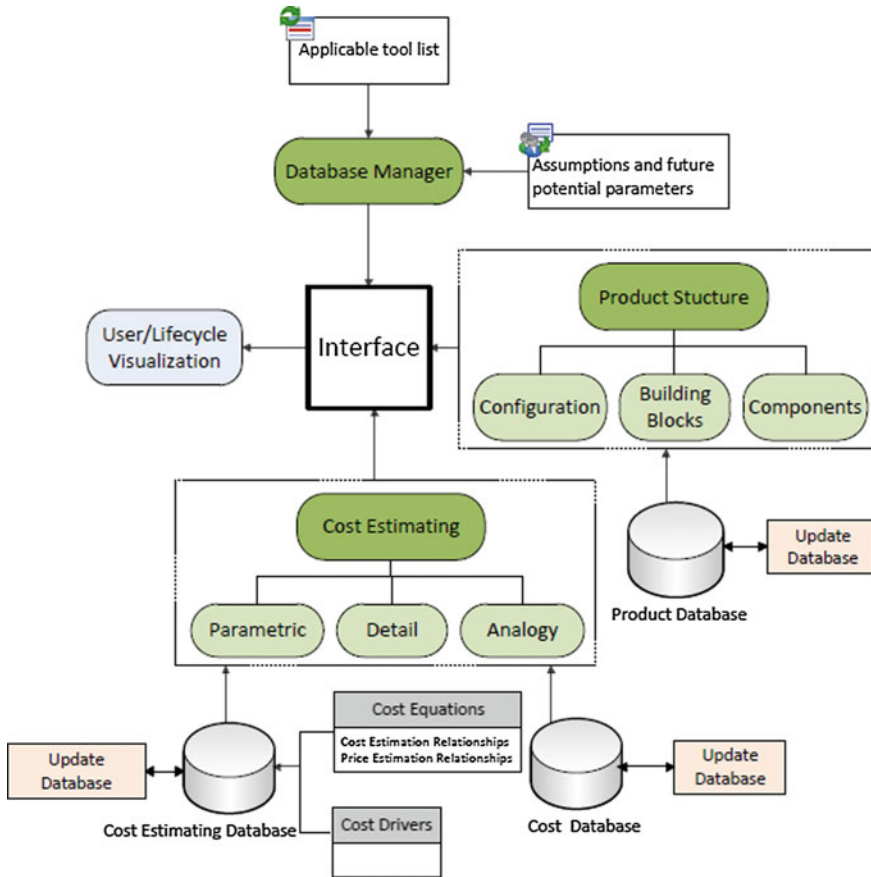 Applicable tool list
Database Manager
Assumptions and future
potential parameters
Product Stucture
User/Lifecycle
Visualization
Interface
Configuration
Building
Blocks
Components
Cost Estimating
Update
Database
Product Database
Parametric
Detail
Analogy
Cost Equations
Cost Estimation Relationships
Price Estimation Relationships
Update
Database
Update
Database
Cost Estimating Database
Cost Drivers
Cost Database